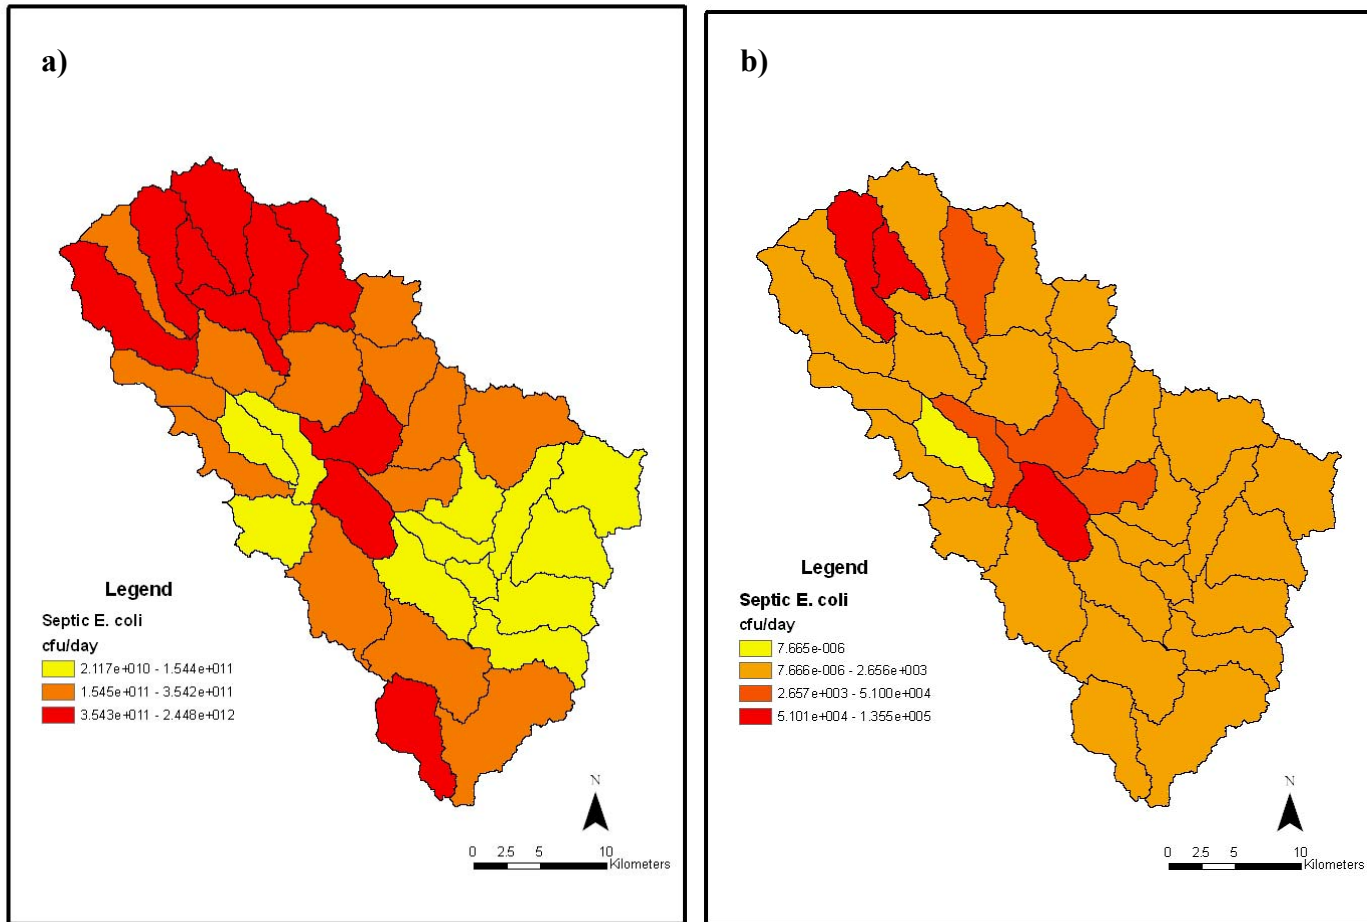 a)
Legend
Septic E. coli
cfu/day
2.117e+010 - 1.544e+011
1.545e+011 - 3.542e+011
3.543e+011 - 2.448e+012
N
0 2.5 5 10
Kilometers
b)
Legend
Septic E. coli
cfu/day
7.665e-006
7.666e-006 - 2.656e+003
2.657e+003 - 5.100e+004
5.101e+004 - 1.355e+005
N
0 2.5 5 10
Kilometers